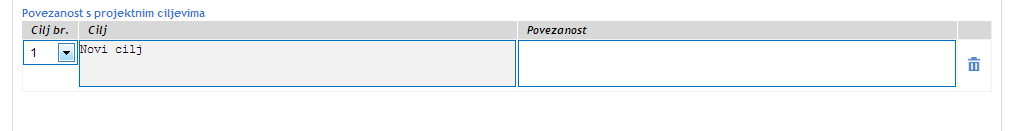 Povezanost s projektnim ciljevima
Cilj br. Cilj Povezanost
1 Novi cilj